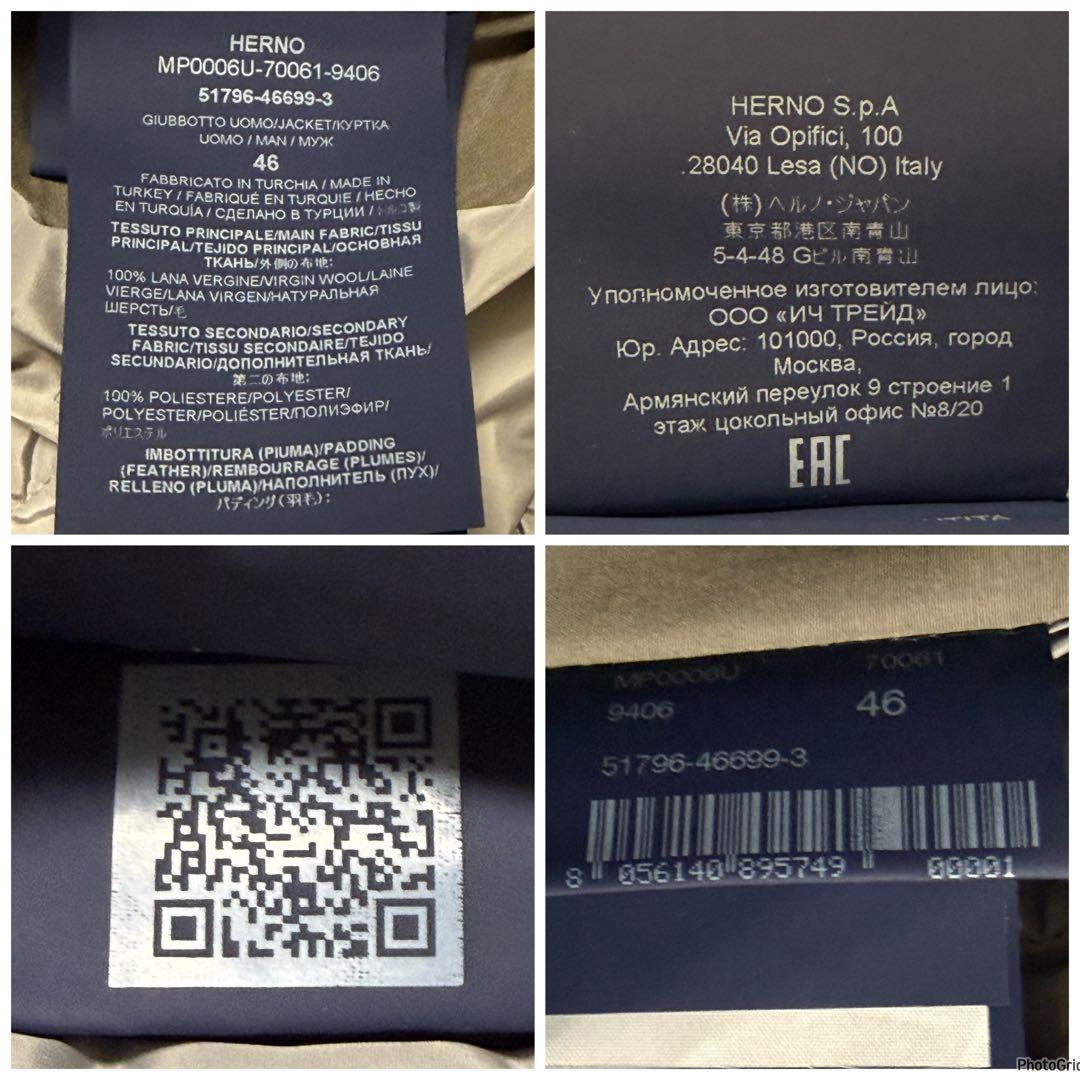 HERNO
MP0006U-70061-9406
51796-46699-3
GIUBBOTTO UOMO/JACKET/КУРТКА
UOMO / MAN / МУЖ
46
FABBRICATO IN TURCHIA / MADE IN
TURKEY / FABRIQUÉ EN TURQUIE / HECHO
EN TURQUÍA / СДЕЛАНО В ТУРЦИИ / トルコ製
TESSUTO PRINCIPALE/MAIN FABRIC/TISSU
PRINCIPAL/TEJIDO PRINCIPAL/ОСНОВНАЯ
ТКАНЬ/外側の布地:
100% LANA VERGINE/VIRGIN WOOL/LAINE
VIERGE/LANA VIRGEN/НАТУРАЛЬНАЯ
ШЕРСТЬ/毛
TESSUTO SECONDARIO/SECONDARY
FABRIC/TISSU SECONDAIRE/TEJIDO
SECUNDARIO/ДОПОЛНИТЕЛЬНАЯ ТКАНЬ/
第二の布地:
100% POLIESTERE/POLYESTER/
POLYESTER/POLIÉSTER/ПОЛИЭФИР/
ポリエステル
IMBOTTITURA (PIUMA)/PADDING
(FEATHER)/REMBOURRAGE (PLUMES)/
RELLENO (PLUMA)/НАПОЛНИТЕЛЬ (ПУХ)/
パディング(羽毛):
HERNO S.p.A
Via Opifici, 100
.28040 Lesa (NO) Italy
(株)ヘルノ・ジャパン
東京都港区南青山
5-4-48 Gビル南青山
Уполномоченное изготовителем лицо:
ООО «ИЧ ТРЕЙД»
Юр. Адрес: 101000, Россия, город
Москва,
Армянский переулок 9 строение 1
этаж цокольный офис №8/20
EAC
MP0006U 70061
9406 46
51796-46699-3
8 056140 895749 00001
PhotoGrid